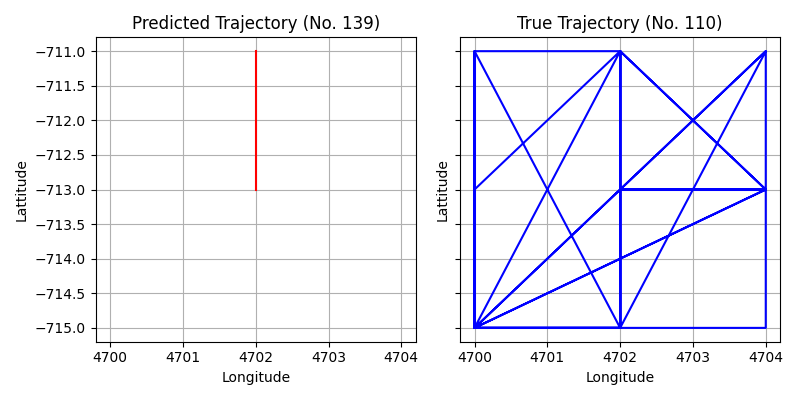 Predicted Trajectory (No. 139)
True Trajectory (No. 110)
Lattitude
−711.0
−711.5
−712.0
−712.5
−713.0
−713.5
−714.0
−714.5
−715.0
4700 4701 4702 4703 4704
Longitude
Lattitude
4700 4701 4702 4703 4704
Longitude